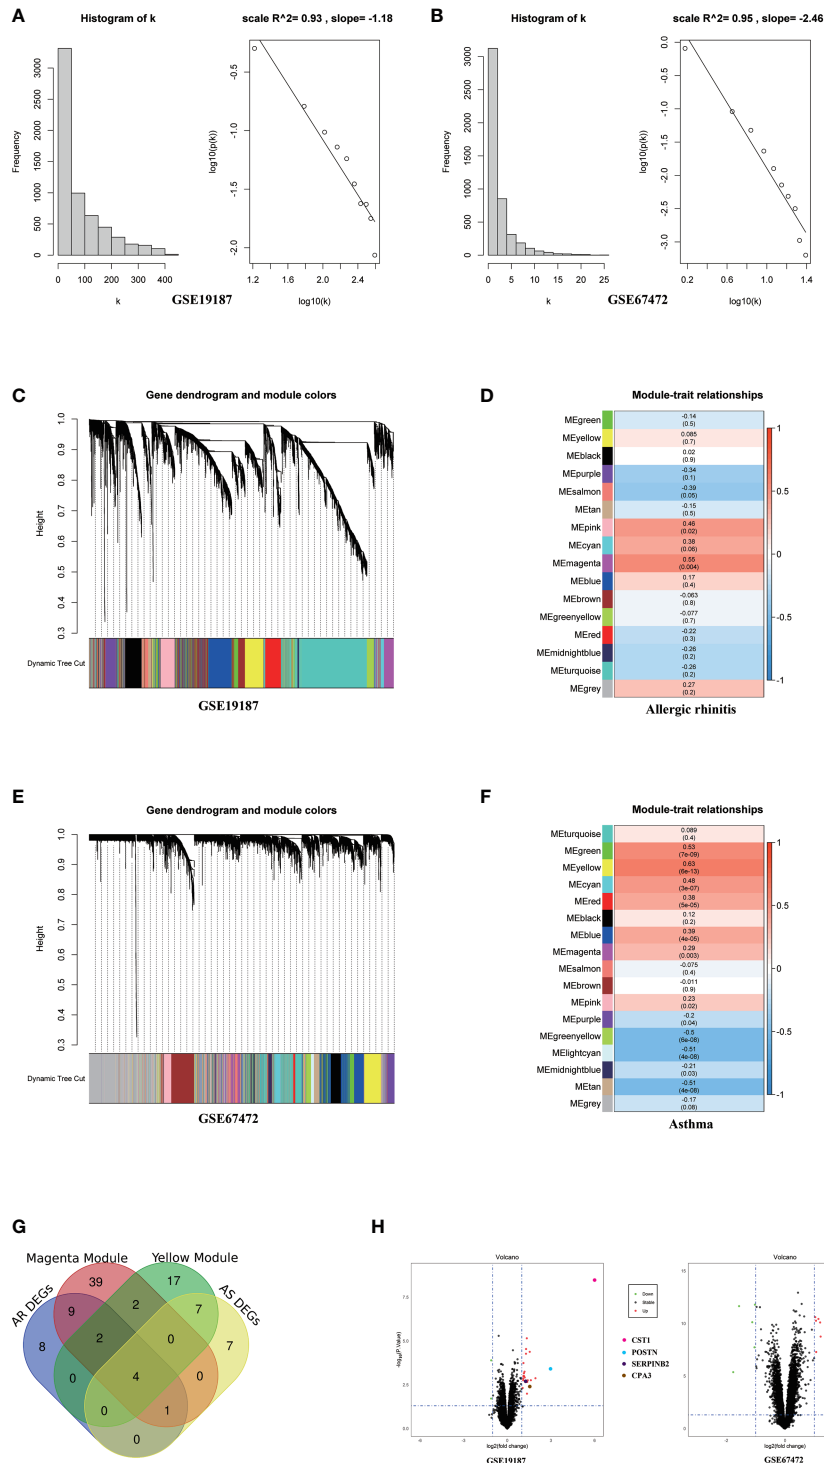 A
Histogram of k
scale R^2= 0.93 , slope= -1.18
Frequency
0 500 1000 1500 2000 2500 3000
0 100 200 300 400
k
log10(p(k))
-2.0 -1.5 -1.0 -0.5
1.2 1.6 2.0 2.4
log10(k)
GSE19187
B
Histogram of k
scale R^2= 0.95 , slope= -2.46
Frequency
0 500 1000 1500 2000 2500 3000
0 5 10 15 20 25
k
log10(p(k))
-3.0 -2.5 -2.0 -1.5 -1.0 0.0
0.2 0.6 1.0 1.4
log10(k)
GSE67472
C
Gene dendrogram and module colors
Height
1.0
0.9
0.8
0.7
0.6
0.5
0.4
0.3
Dynamic Tree Cut
GSE19187
D
Module-trait relationships
MEgreen -0.14 (0.5)
MEyellow 0.085 (0.7)
MEblack 0.02 (0.9)
MEpurple -0.34 (0.1)
MEsalmon -0.39 (0.05)
MEtan -0.15 (0.5)
MEpink 0.46 (0.02)
MEcyan 0.38 (0.06)
MEmagenta 0.55 (0.004)
MEblue 0.17 (0.4)
MEbrown -0.063 (0.8)
MEgreenyellow -0.077 (0.7)
MEred -0.22 (0.3)
MEmidnightblue -0.26 (0.2)
MEturquoise -0.26 (0.2)
MEgrey 0.27 (0.2)
1
0.5
0
-0.5
-1
Allergic rhinitis
E
Gene dendrogram and module colors
Height
1.0
0.9
0.8
0.7
0.6
0.5
0.4
0.3
Dynamic Tree Cut
GSE67472
F
Module-trait relationships
MEturquoise 0.089 (0.4)
MEgreen 0.53 (7e-09)
MEyellow 0.63 (6e-13)
MEcyan 0.48 (3e-07)
MEred 0.38 (5e-05)
MEblack 0.12 (0.2)
MEblue 0.39 (4e-05)
MEmagenta 0.29 (0.003)
MEsalmon -0.075 (0.4)
MEbrown -0.011 (0.9)
MEpink 0.23 (0.02)
MEpurple -0.2 (0.04)
MEgreenyellow -0.5 (6e-08)
MElightcyan -0.51 (4e-08)
MEmidnightblue -0.21 (0.03)
MEtan -0.51 (4e-08)
MEgrey -0.17 (0.08)
1
0.5
0
-0.5
-1
Asthma
G
Magenta Module
Yellow Module
AR DEGs
AS DEGs
39 17
9 2 7
8 2 0 7
0 4 0
0 1
0
H
Volcano
-log10(P.Value)
7.5
5.0
2.5
0.0
-6 -3 0 3 6
log2(fold change)
GSE19187
Down
Stable
Up
CST1
POSTN
SERPINB2
CPA3
Volcano
15
10
5
0
-2 0
log2(fold change)
GSE67472